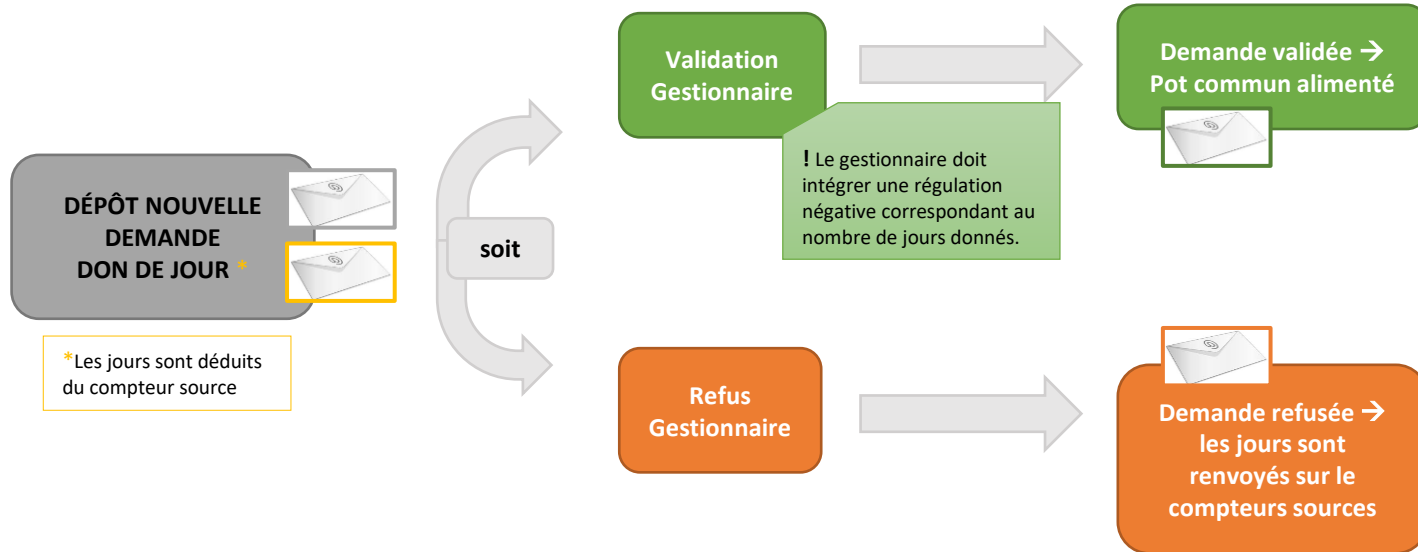 DÉPÔT NOUVELLE
DEMANDE
DON DE JOUR *
*Les jours sont déduits
du compteur source
soit
Validation
Gestionnaire
! Le gestionnaire doit
intégrer une régulation
négative correspondant au
nombre de jours donnés.
Demande validée →
Pot commun alimenté
Refus
Gestionnaire
Demande refusée →
les jours sont
renvoyés sur le
compteurs sources